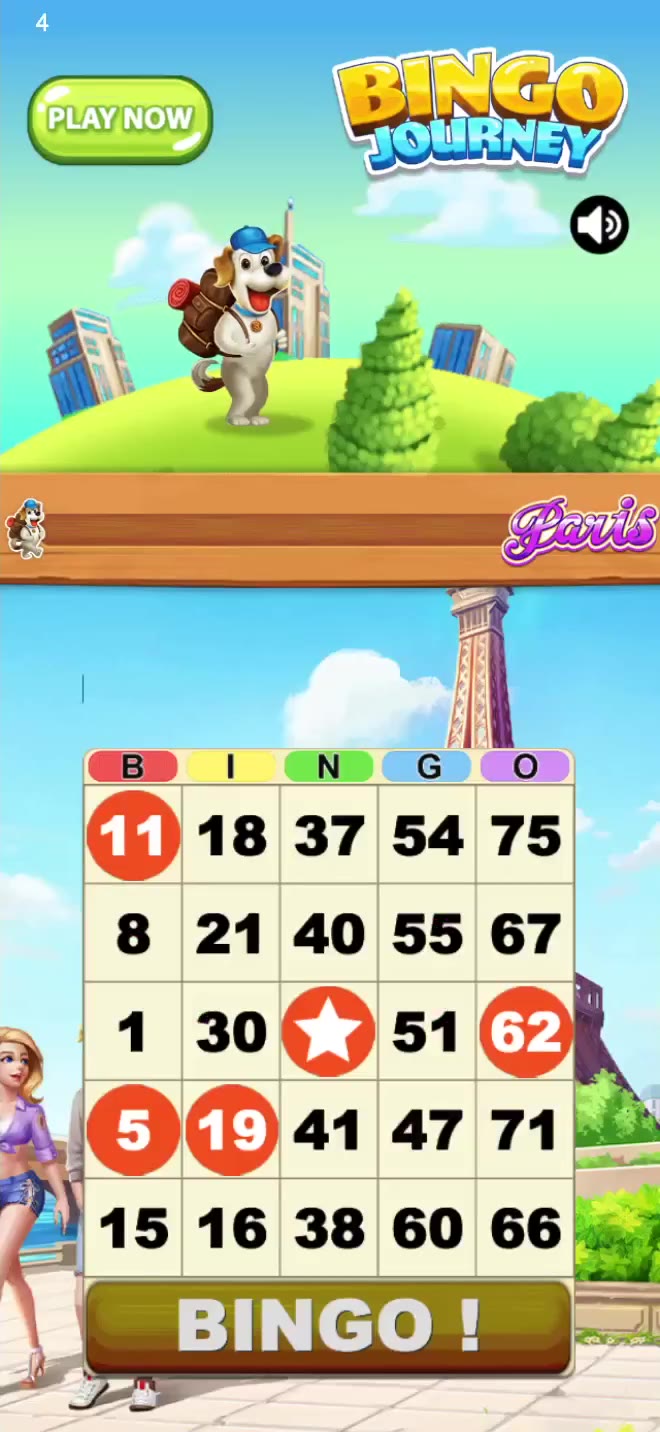 4
PLAY NOW
BINGO
JOURNEY
Paris
B I N G O
11 18 37 54 75
8 21 40 55 67
1 30 51 62
5 19 41 47 71
15 16 38 60 66
BINGO !